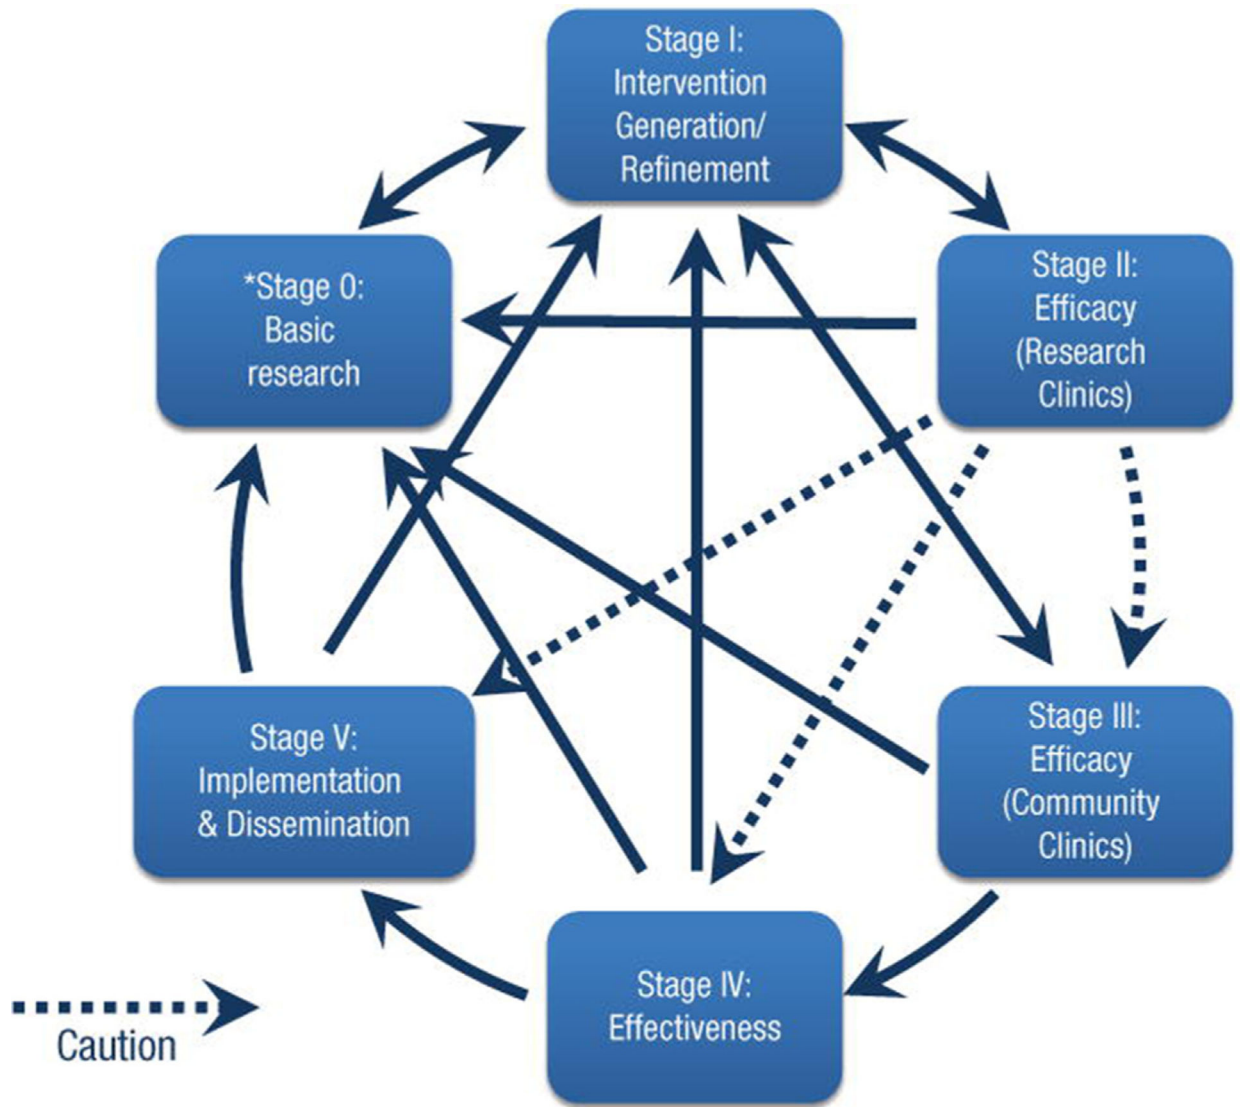 Stage I:
Intervention
Generation/
Refinement
*Stage 0:
Basic
research
Stage II:
Efficacy
(Research
Clinics)
Stage V:
Implementation
& Dissemination
Stage III:
Efficacy
(Community
Clinics)
Stage IV:
Effectiveness
Caution